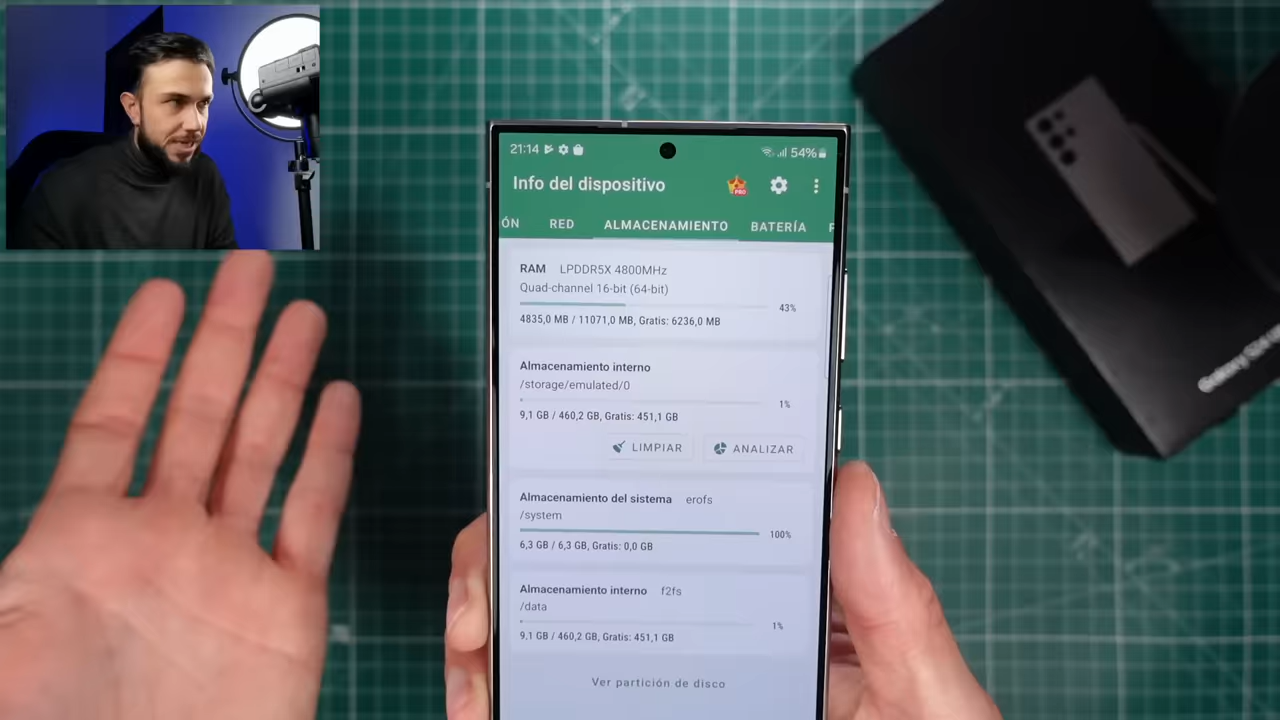 21:14
54%
Info del dispositivo
PRO
ÓN RED ALMACENAMIENTO BATERÍA
RAM LPDDR5X 4800MHz
Quad-channel 16-bit (64-bit)
43%
4835,0 MB / 11071,0 MB, Gratis: 6236,0 MB
Almacenamiento interno
/storage/emulated/0
1%
9,1 GB / 460,2 GB, Gratis: 451,1 GB
LIMPIAR ANALIZAR
Almacenamiento del sistema erofs
/system
100%
6,3 GB / 6,3 GB, Gratis: 0,0 GB
Almacenamiento interno f2fs
/data
1%
9,1 GB / 460,2 GB, Gratis: 451,1 GB
Ver partición de disco
Galaxy